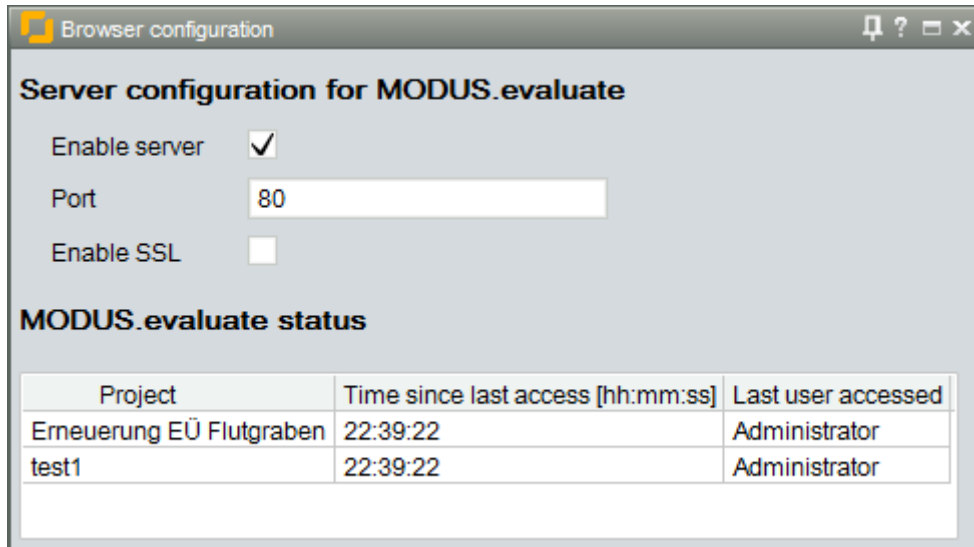 Browser configuration
Server configuration for MODUS.evaluate
Enable server
Port 80
Enable SSL
MODUS.evaluate status
Project Time since last access [hh:mm:ss] Last user accessed
Erneuerung EÜ Flutgraben 22:39:22 Administrator
test1 22:39:22 Administrator